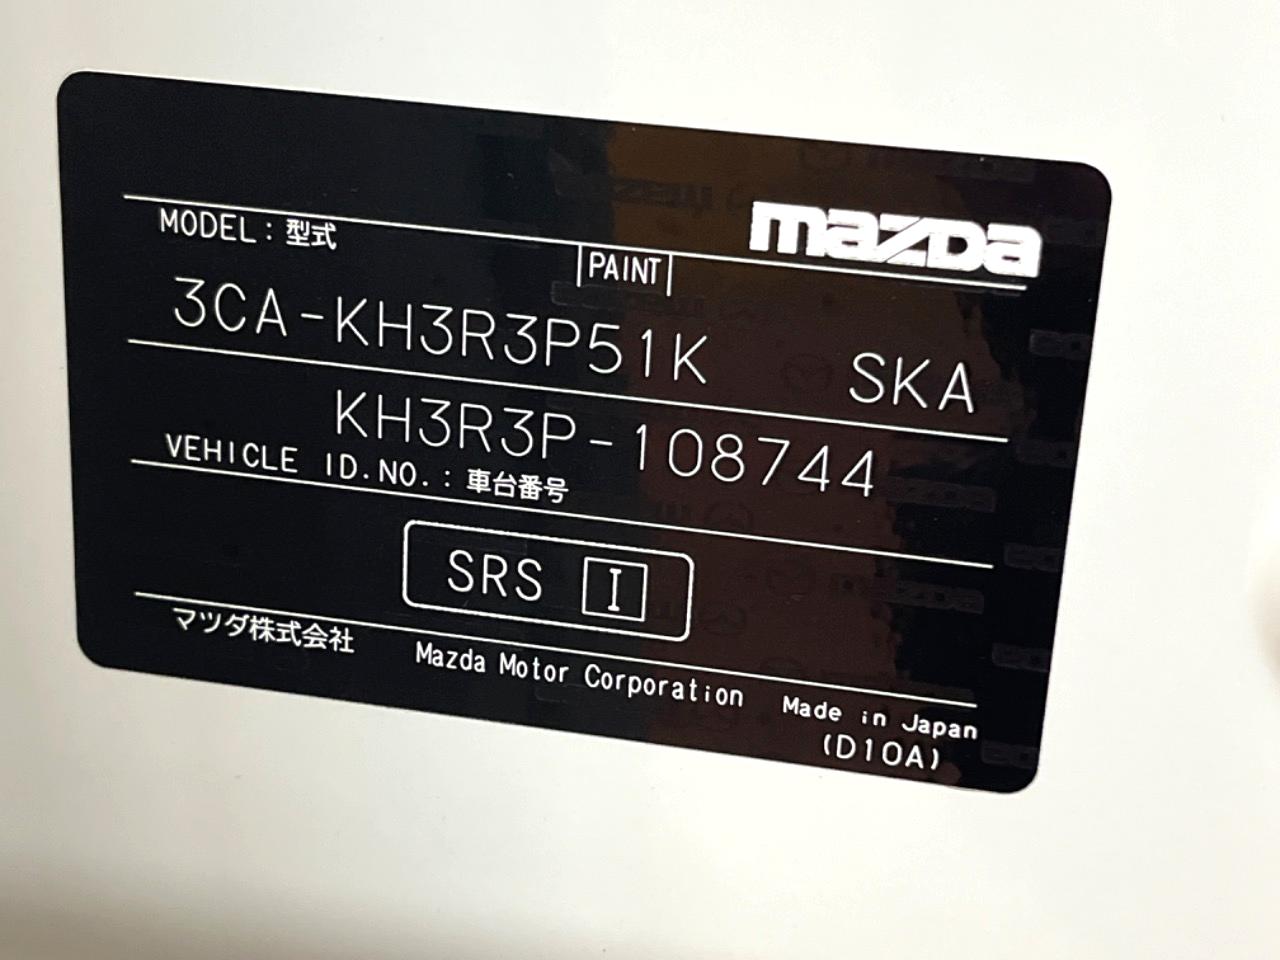 mazda
MODEL : 型式
PAINT
3CA-KH3R3P51K SKA
KH3R3P-108744
VEHICLE ID.NO. : 車台番号
SRS I
マツダ株式会社 Mazda Motor Corporation Made in Japan
(D10A)